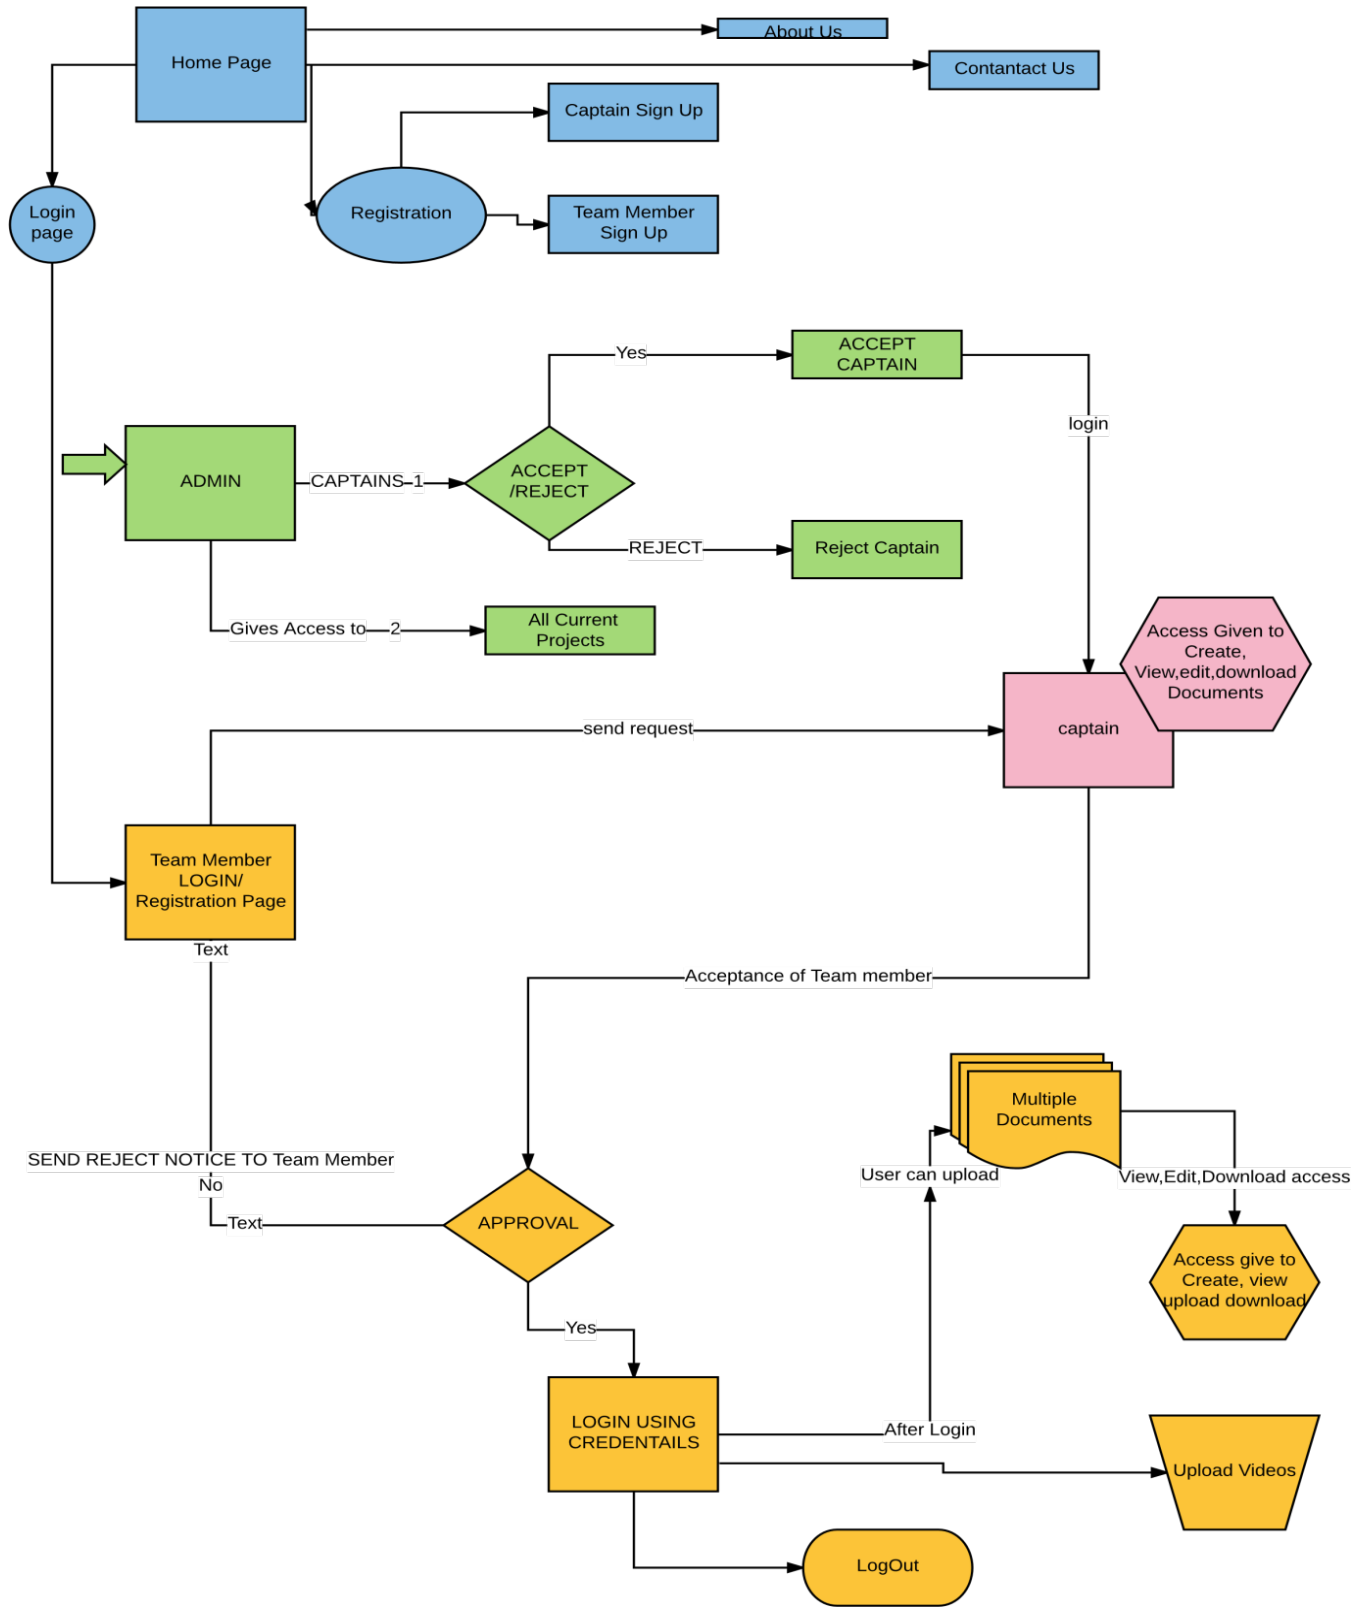 About Us
Home Page
Contantact Us
Captain Sign Up
Login
page
Registration
Team Member
Sign Up
Yes
ACCEPT
CAPTAIN
login
ADMIN
CAPTAINS 1
ACCEPT
/REJECT
REJECT
Reject Captain
Gives Access to 2
All Current
Projects
Access Given to
Create,
View,edit,download
Documents
send request
captain
Team Member
LOGIN/
Registration Page
Text
Acceptance of Team member
Multiple
Documents
SEND REJECT NOTICE TO Team Member
No
User can upload
View,Edit,Download access
Text
APPROVAL
Access give to
Create, view
upload download
Yes
LOGIN USING
CREDENTAILS
After Login
Upload Videos
LogOut